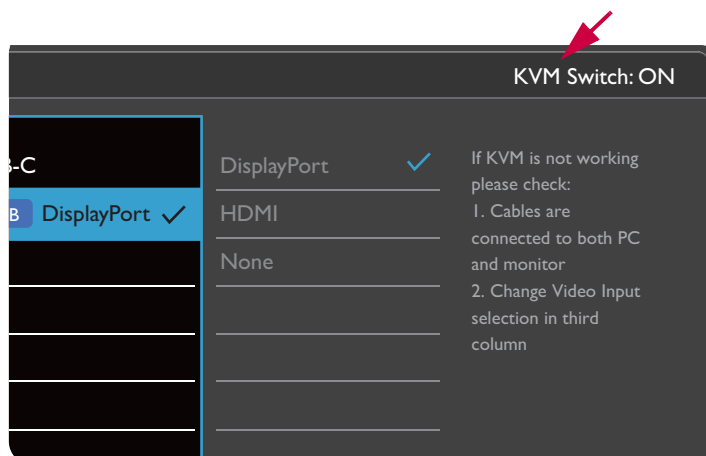 KVM Switch: ON
-C
B DisplayPort
DisplayPort
HDMI
None
If KVM is not working
please check:
1. Cables are
connected to both PC
and monitor
2. Change Video Input
selection in third
column